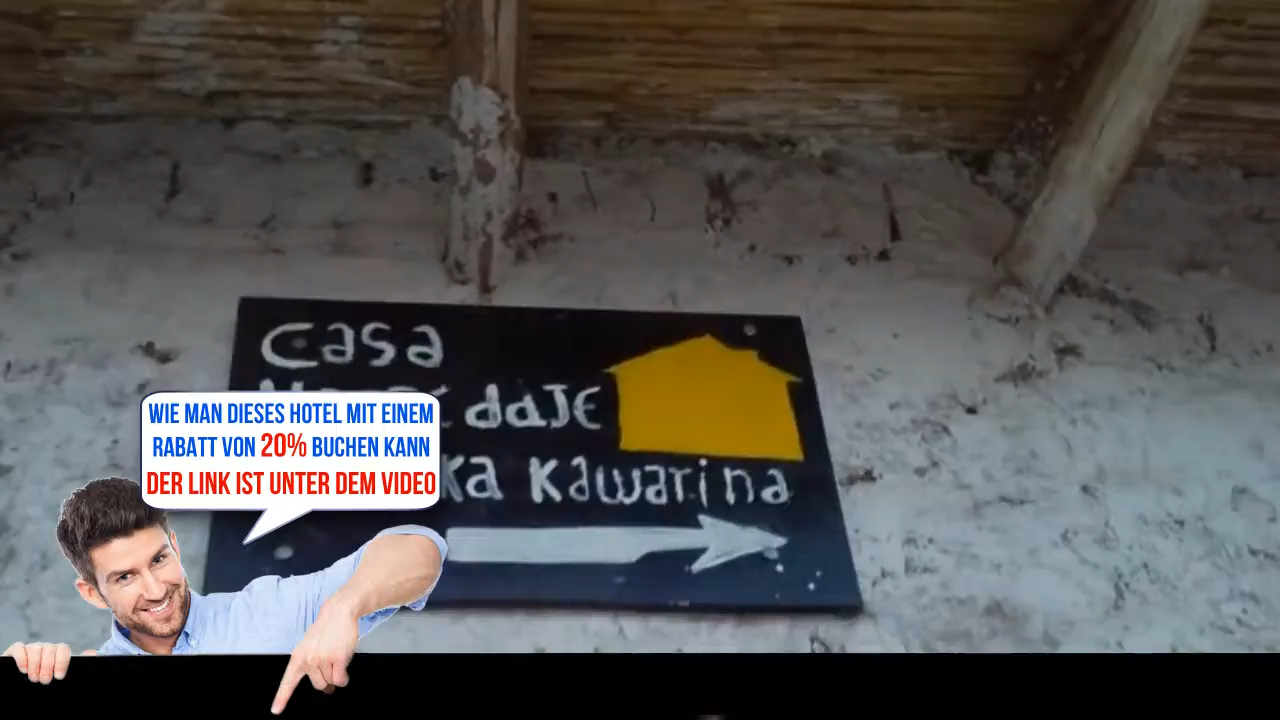 Casa
daJE
Kawarina
WIE MAN DIESES HOTEL MIT EINEM
RABATT VON 20% BUCHEN KANN
DER LINK IST UNTER DEM VIDEO